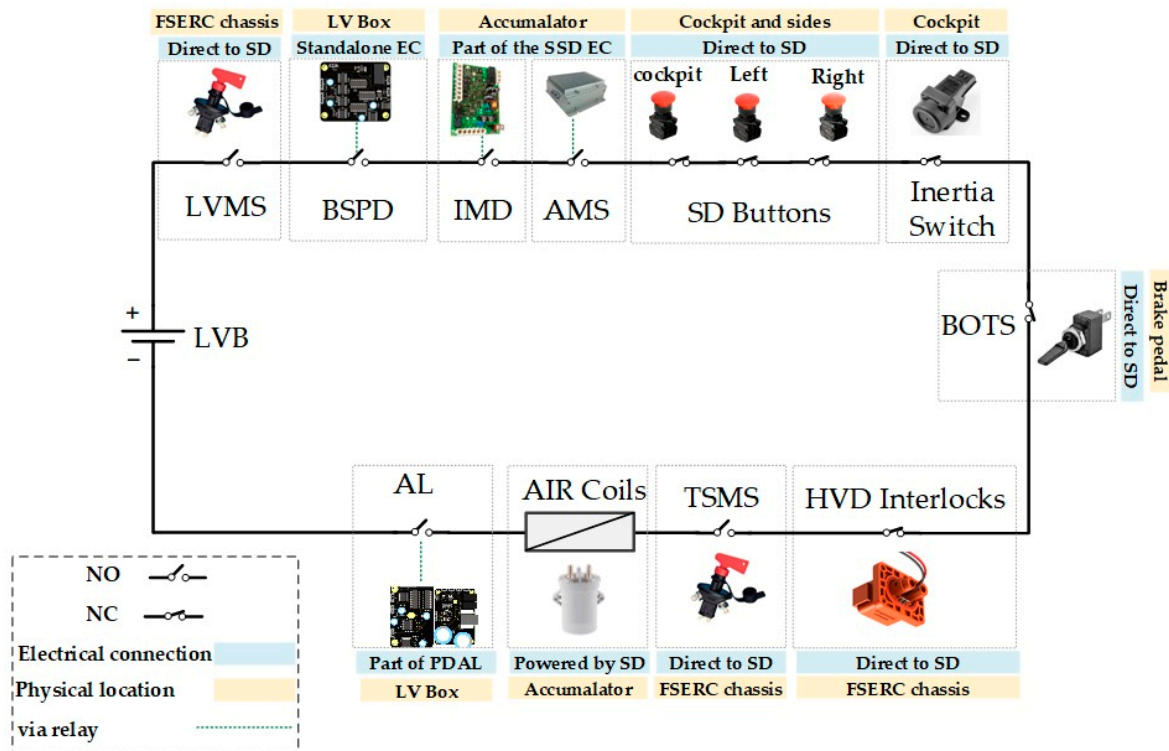 FSERC chassis
LV Box
Accumalator
Cockpit and sides
Cockpit
Direct to SD
Standalone EC
Part of the SSD EC
Direct to SD
Direct to SD
cockpit
Left
Right
LVMS
BSPD
IMD
AMS
SD Buttons
Inertia
Switch
BOTS
Direct to SD
Brake pedal
+
LVB
−
AL
AIR Coils
TSMS
HVD Interlocks
Part of PDAL
Powered by SD
Direct to SD
Direct to SD
LV Box
Accumalator
FSERC chassis
FSERC chassis
NO
NC
Electrical connection
Physical location
via relay